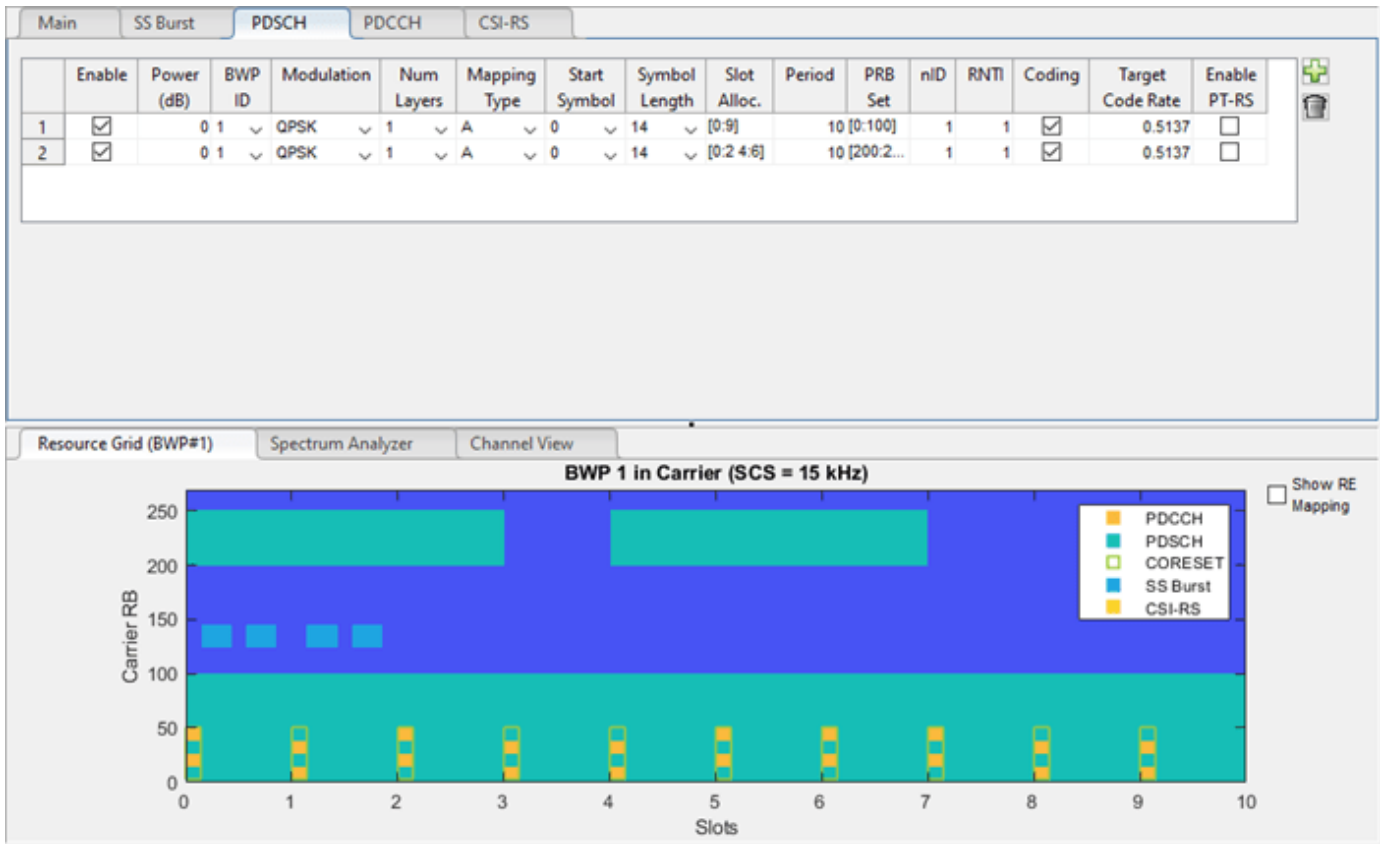 Main SS Burst PDSCH PDCCH CSI-RS
Enable Power (dB) BWP ID Modulation Num Layers Mapping Type Start Symbol Symbol Length Slot Alloc. Period PRB Set nID RNTI Coding Target Code Rate Enable PT-RS
1 0 1 QPSK 1 A 0 14 [0:9] 10 [0:100] 1 1 0.5137
2 0 1 QPSK 1 A 0 14 [0:2 4:6] 10 [200:2... 1 1 0.5137
Resource Grid (BWP#1) Spectrum Analyzer Channel View
BWP 1 in Carrier (SCS = 15 kHz)
Show RE
Mapping
250
200
150
100
50
0
Carrier RB
PDCCH
PDSCH
CORESET
SS Burst
CSI-RS
0 1 2 3 4 5 6 7 8 9 10
Slots